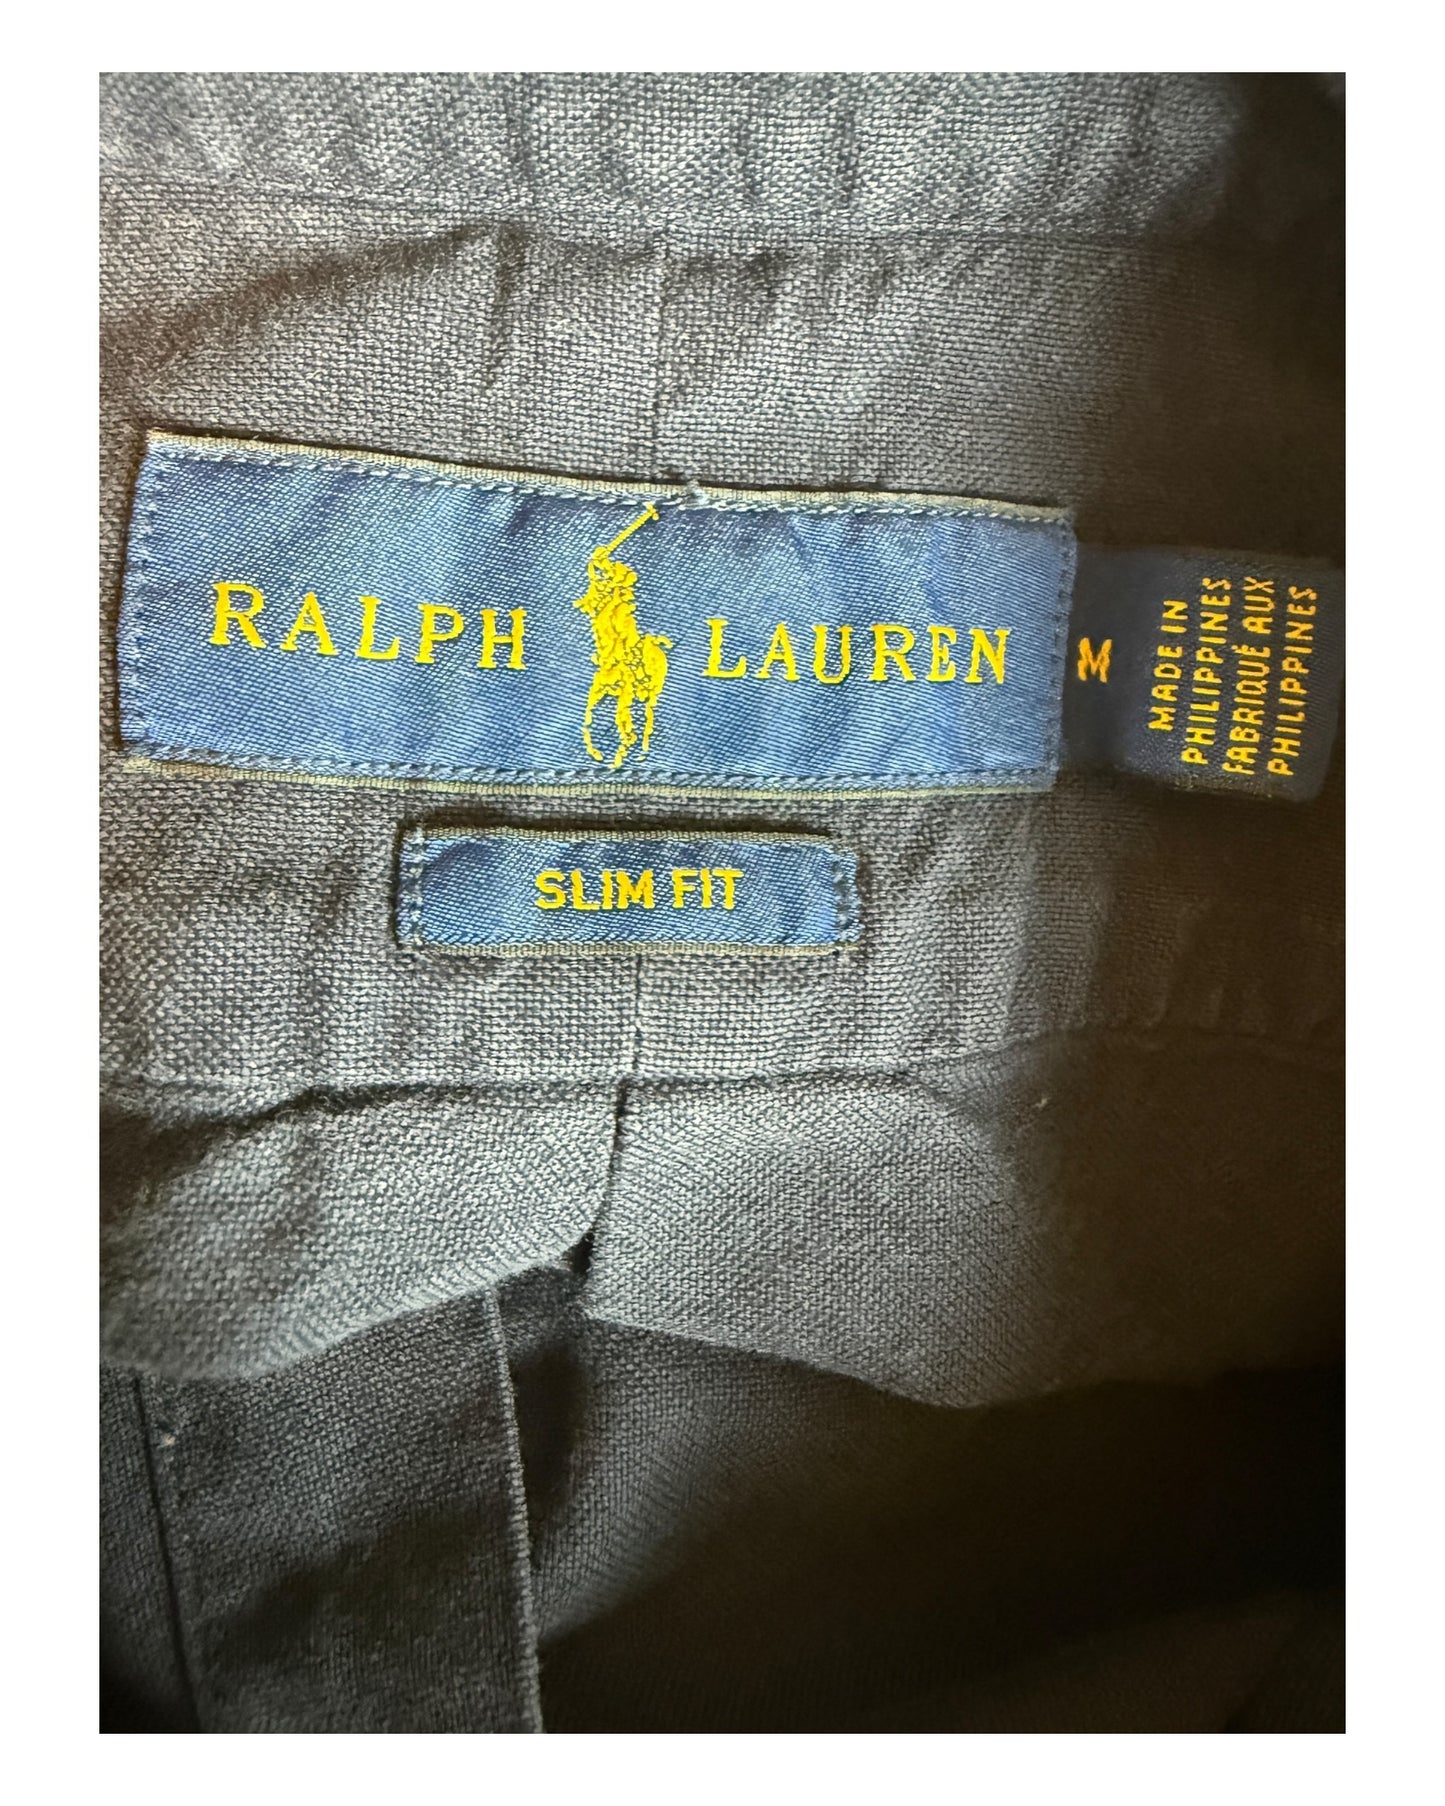 RALPH LAUREN
SLIM FIT
M
MADE IN
PHILIPPINES
FABRIQUÉ AUX
PHILIPPINES